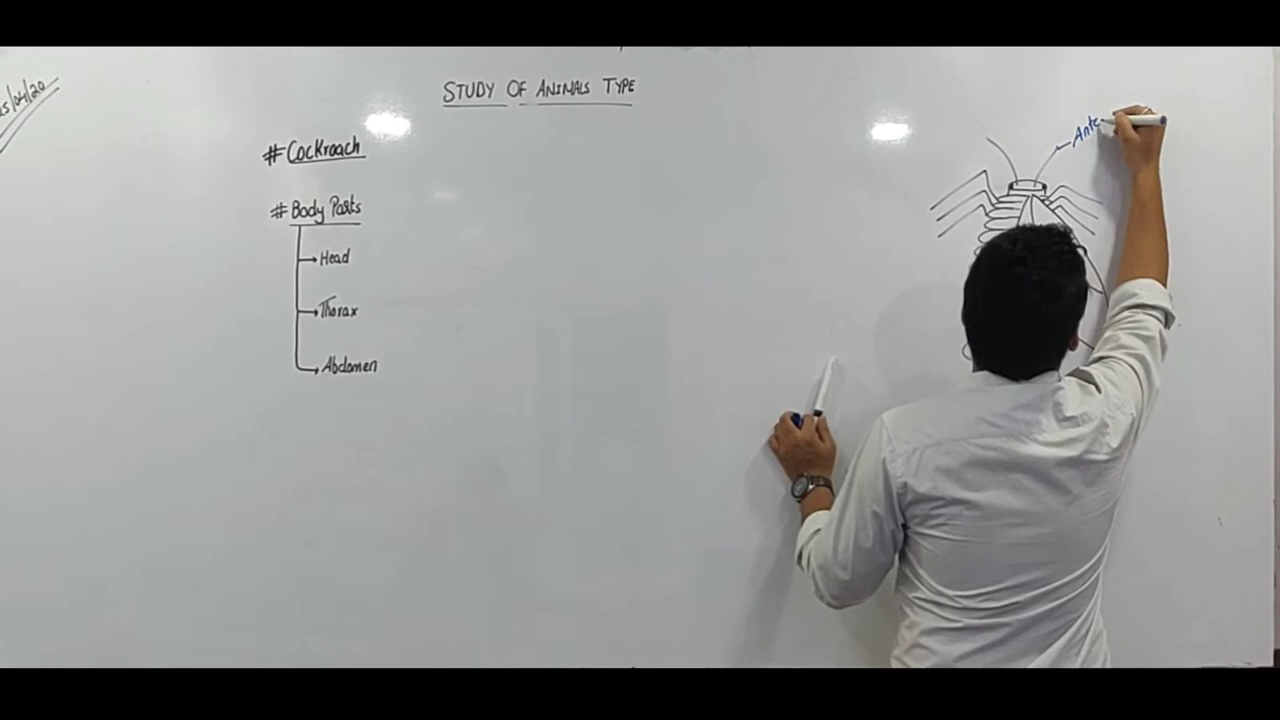 STUDY OF ANIMALS TYPE
# Cockroach
# Body Parts
Head
Thorax
Abdomen
Ante